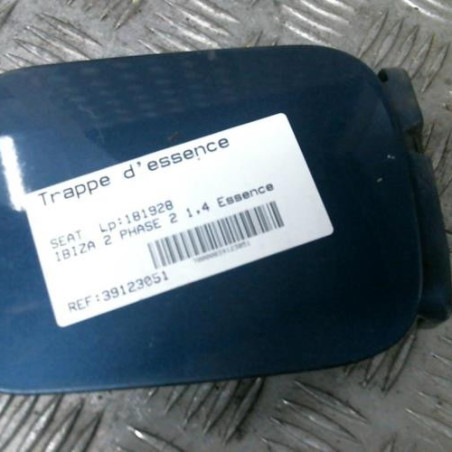 Trappe d'essence
SEAT Lp:181928
IBIZA 2 PHASE 2 1,4 Essence
REF:39123051